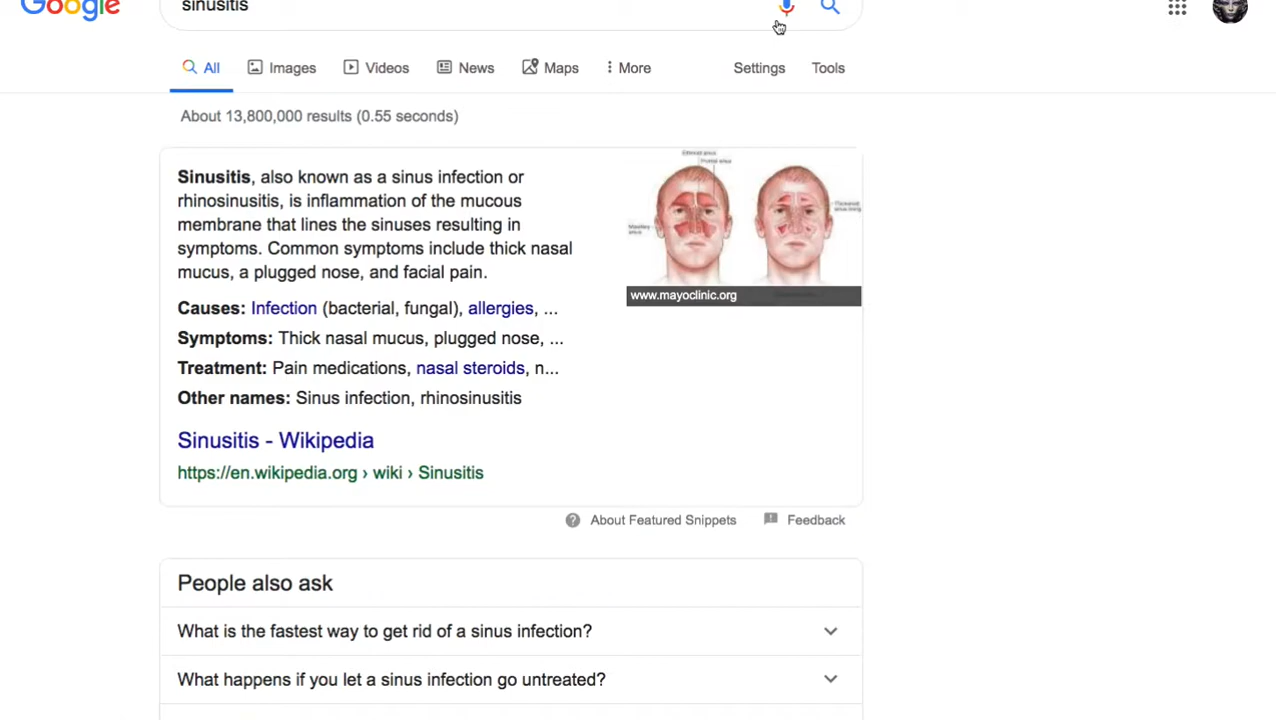 Google
sinusitis
All
Images
Videos
News
Maps
More
Settings
Tools
About 13,800,000 results (0.55 seconds)
Sinusitis, also known as a sinus infection or
rhinosinusitis, is inflammation of the mucous
membrane that lines the sinuses resulting in
symptoms. Common symptoms include thick nasal
mucus, a plugged nose, and facial pain.
Causes: Infection (bacterial, fungal), allergies, ...
Symptoms: Thick nasal mucus, plugged nose, ...
Treatment: Pain medications, nasal steroids, n...
Other names: Sinus infection, rhinosinusitis
Frontal sinus
Maxillary
sinus
www.mayoclinic.org
Sinusitis - Wikipedia
https://en.wikipedia.org › wiki › Sinusitis
About Featured Snippets
Feedback
People also ask
What is the fastest way to get rid of a sinus infection?
What happens if you let a sinus infection go untreated?